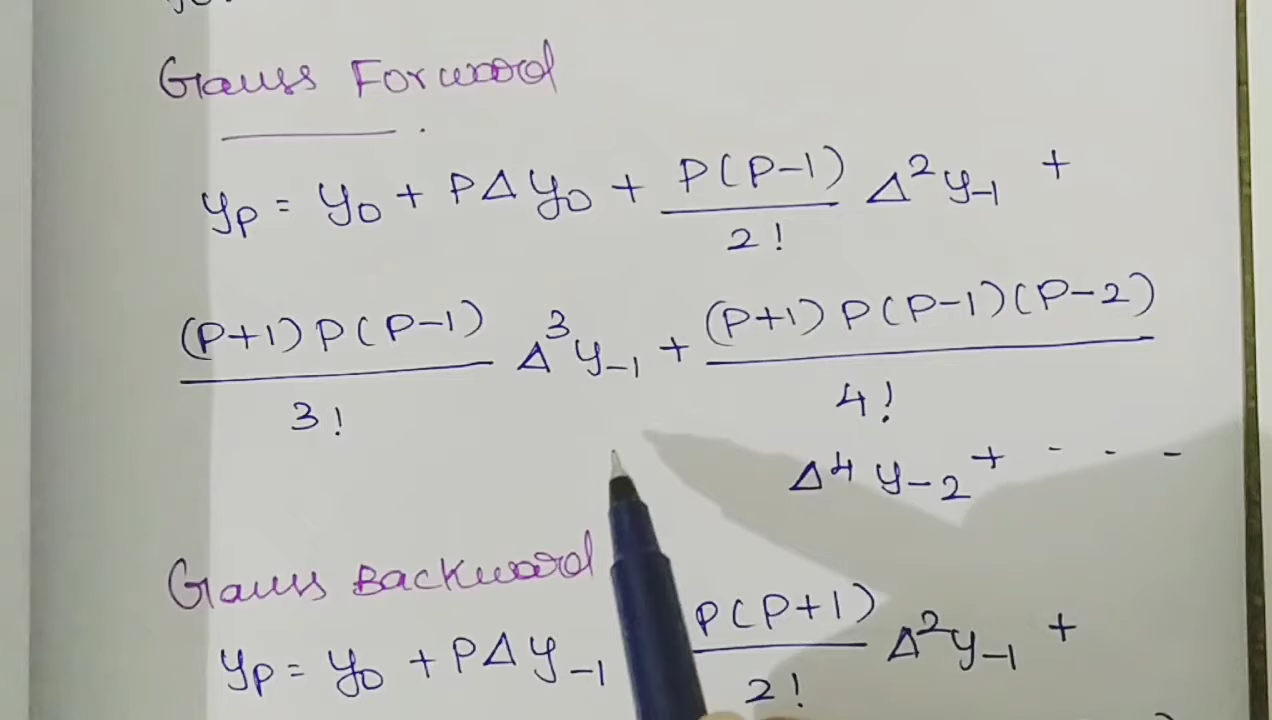 Gauss Forward
yp = y0 + PΔy0 + P(P-1)/2! Δ²y-1 +
(P+1)P(P-1)/3! Δ³y-1 + (P+1)P(P-1)(P-2)/4!
Δ⁴y-2 + - - -
Gauss Backward
yp = y0 + PΔy-1 P(P+1)/2! Δ²y-1 +